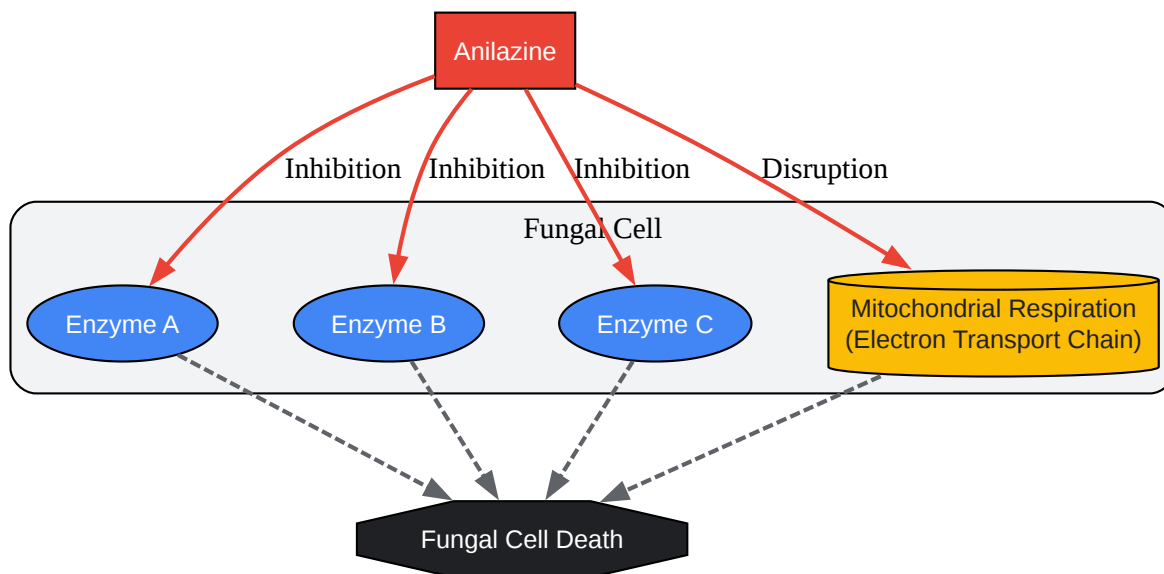 Anilazine
Inhibition
Inhibition
Inhibition
Disruption
Fungal Cell
Enzyme A
Enzyme B
Enzyme C
Mitochondrial Respiration
(Electron Transport Chain)
Fungal Cell Death